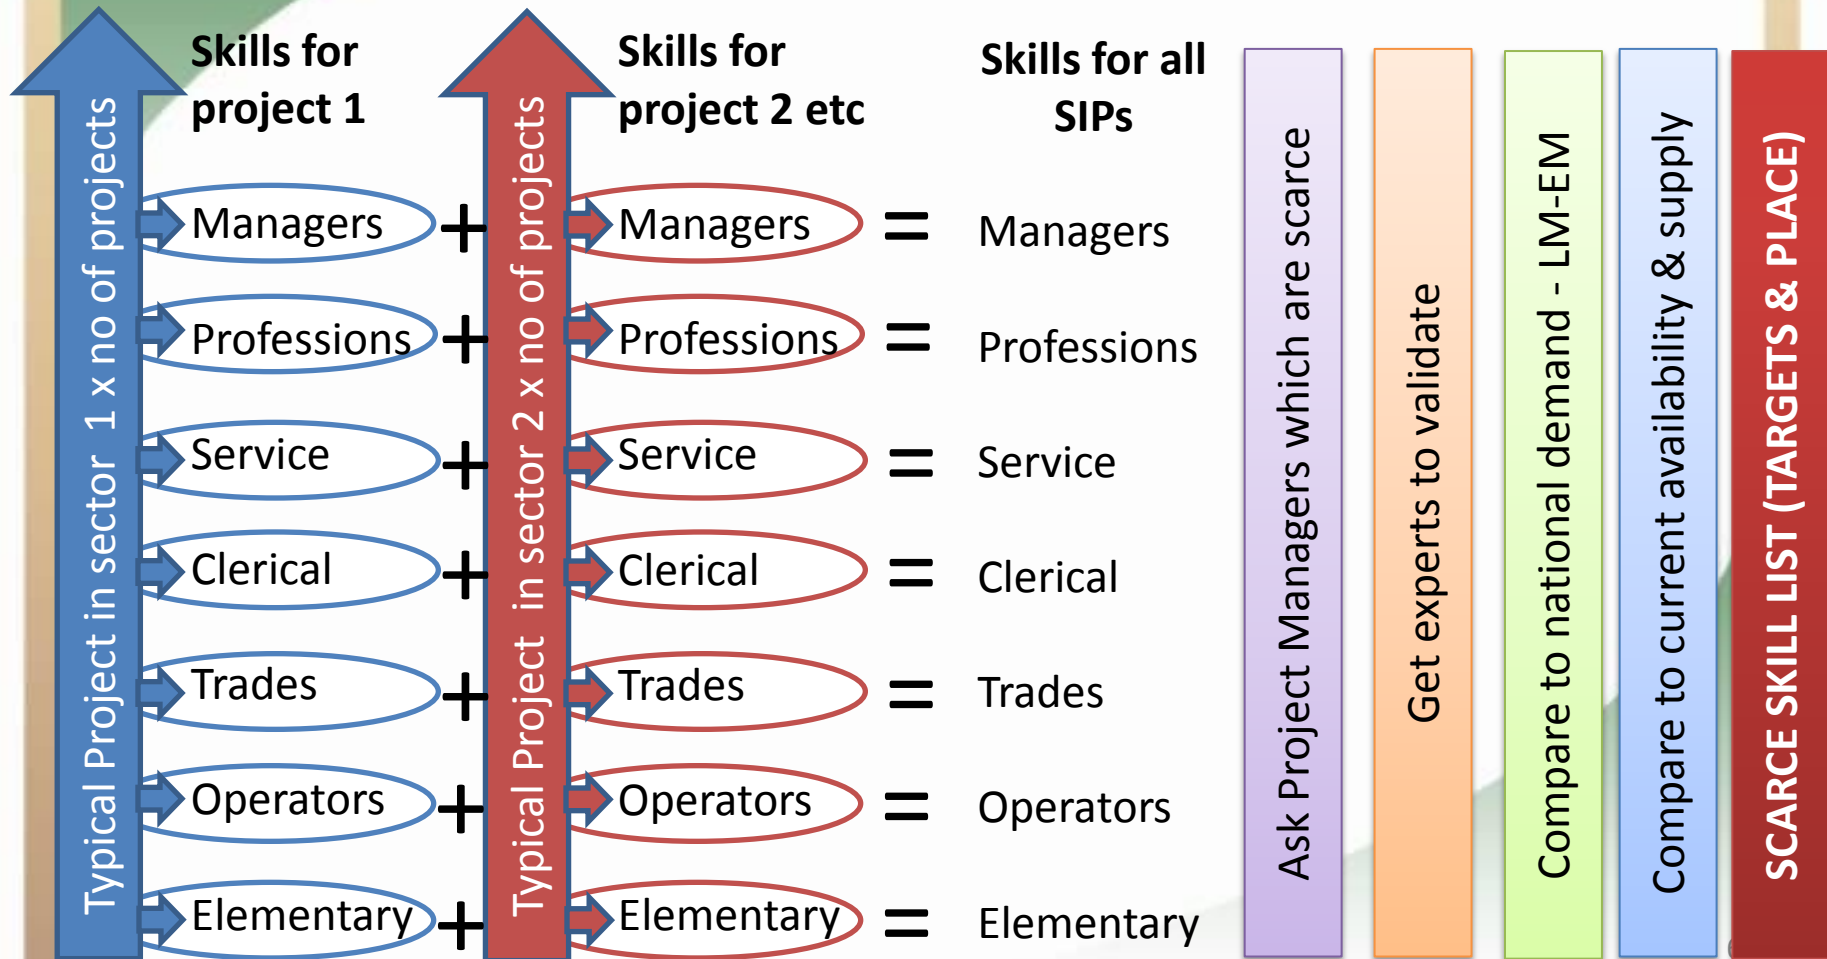 Typical Project in sector 1 x no of projects
Skills for
project 1
Managers
Professions
Service
Clerical
Trades
Operators
Elementary
+
+
+
+
+
+
+
Typical Project in sector 2 x no of projects
Skills for
project 2 etc
Managers
Professions
Service
Clerical
Trades
Operators
Elementary
=
=
=
=
=
=
=
Skills for all
SIPs
Managers
Professions
Service
Clerical
Trades
Operators
Elementary
Ask Project Managers which are scarce
Get experts to validate
Compare to national demand - LM-EM
Compare to current availability & supply
SCARCE SKILL LIST (TARGETS & PLACE)